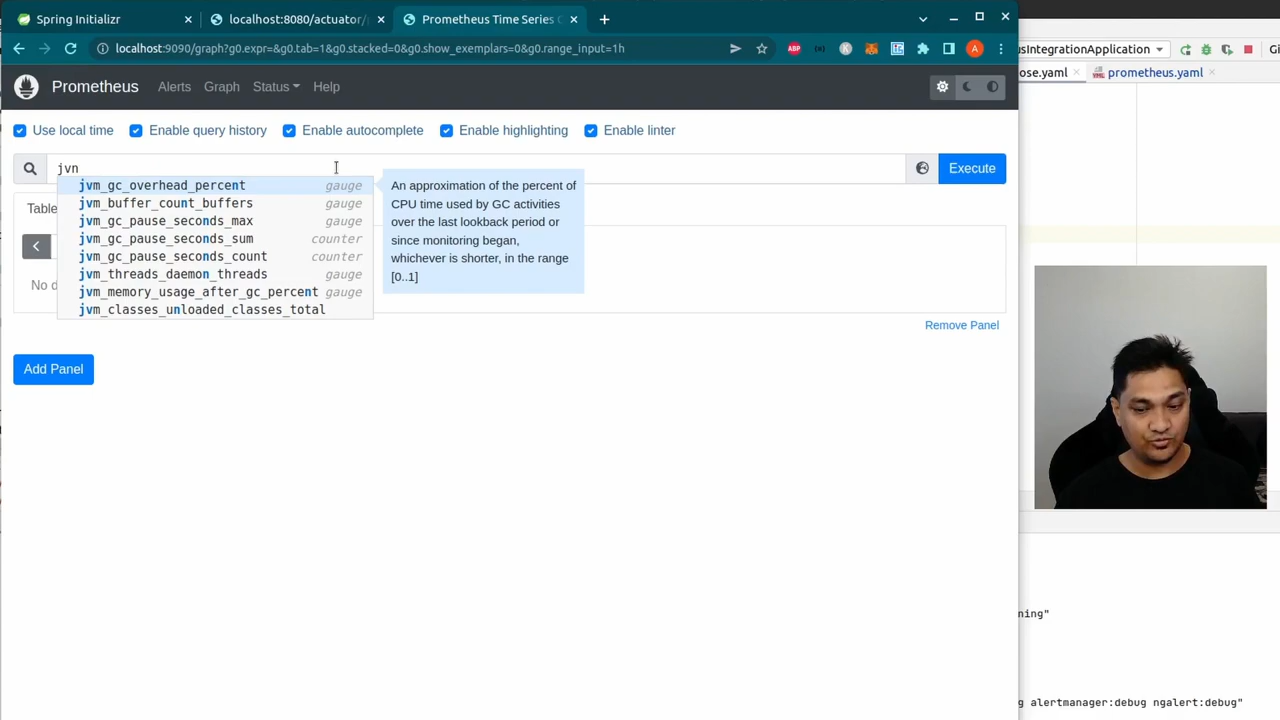 Spring Initializr
localhost:8080/actuator/
Prometheus Time Series
localhost:9090/graph?g0.expr=&g0.tab=1&g0.stacked=0&g0.show_exemplars=0&g0.range_input=1h
ABP
A
usIntegrationApplication
Gi
ose.yaml
prometheus.yaml
Prometheus
Alerts
Graph
Status
Help
Use local time
Enable query history
Enable autocomplete
Enable highlighting
Enable linter
jvn
Execute
jvm_gc_overhead_percent gauge
jvm_buffer_count_buffers gauge
jvm_gc_pause_seconds_max gauge
jvm_gc_pause_seconds_sum counter
jvm_gc_pause_seconds_count counter
jvm_threads_daemon_threads gauge
jvm_memory_usage_after_gc_percent gauge
jvm_classes_unloaded_classes_total
An approximation of the percent of
CPU time used by GC activities
over the last lookback period or
since monitoring began,
whichever is shorter, in the range
[0..1]
Table
No d
Remove Panel
Add Panel
ning"
g alertmanager:debug ngalert:debug"